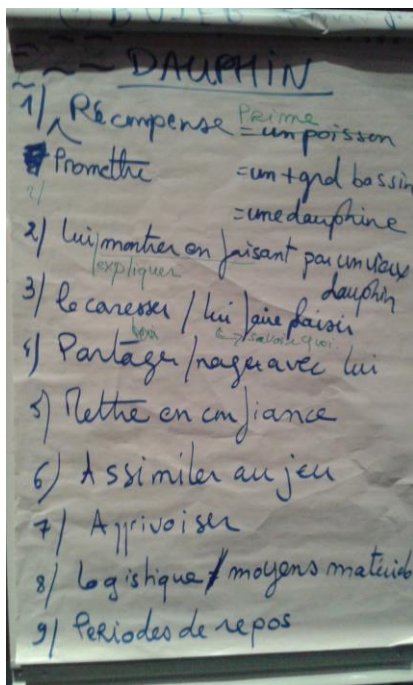 DAUPHIN
1) Récompense Prime = un poisson
Promettre = un + grd bassin
2/ = une dauphine
2) Lui montrer en faisant par un vieux
expliquer dauphin
3) le caresser / lui faire plaisir
savoir quoi
4) Partager / nager avec lui
5) Mettre en confiance
6) Assimiler au jeu
7) Apprivoiser
8) Logistique / moyens matériels
9) Périodes de repos